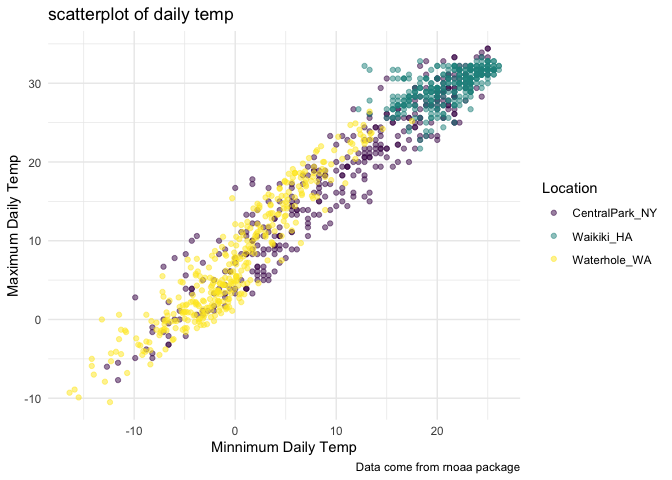 scatterplot of daily temp
Maximum Daily Temp
30
20
10
0
-10
-10
0
10
20
Minnimum Daily Temp
Location
CentralPark_NY
Waikiki_HA
Waterhole_WA
Data come from rnoaa package